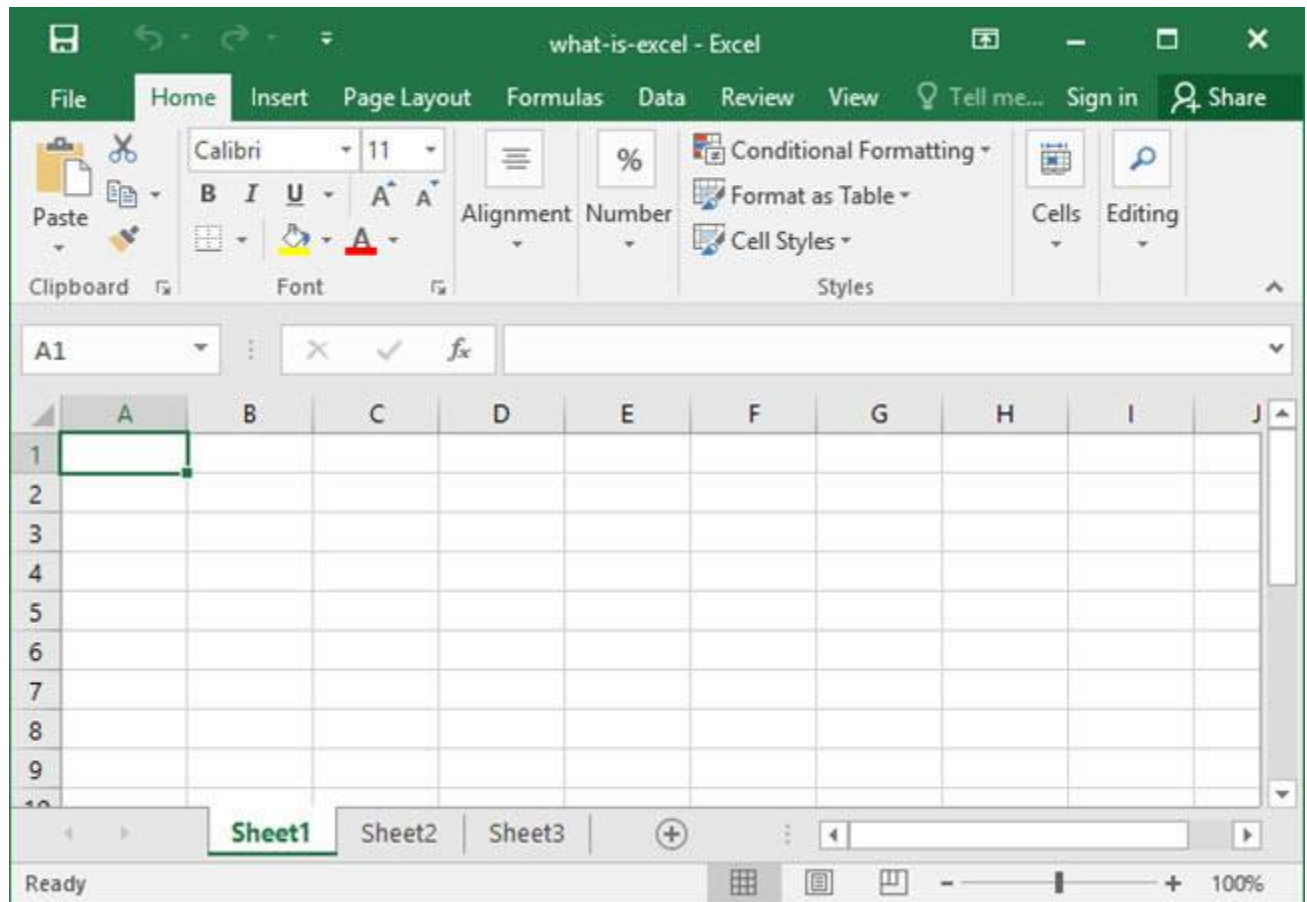 what-is-excel - Excel
File Home Insert Page Layout Formulas Data Review View Tell me... Sign in Share
Calibri 11
Conditional Formatting
B I U A A
%
Format as Table
Paste
Alignment Number
Cells Editing
A
Cell Styles
Clipboard Font Styles
A1 fx
A B C D E F G H I J
1
2
3
4
5
6
7
8
9
Sheet1 Sheet2 Sheet3
Ready - + 100%